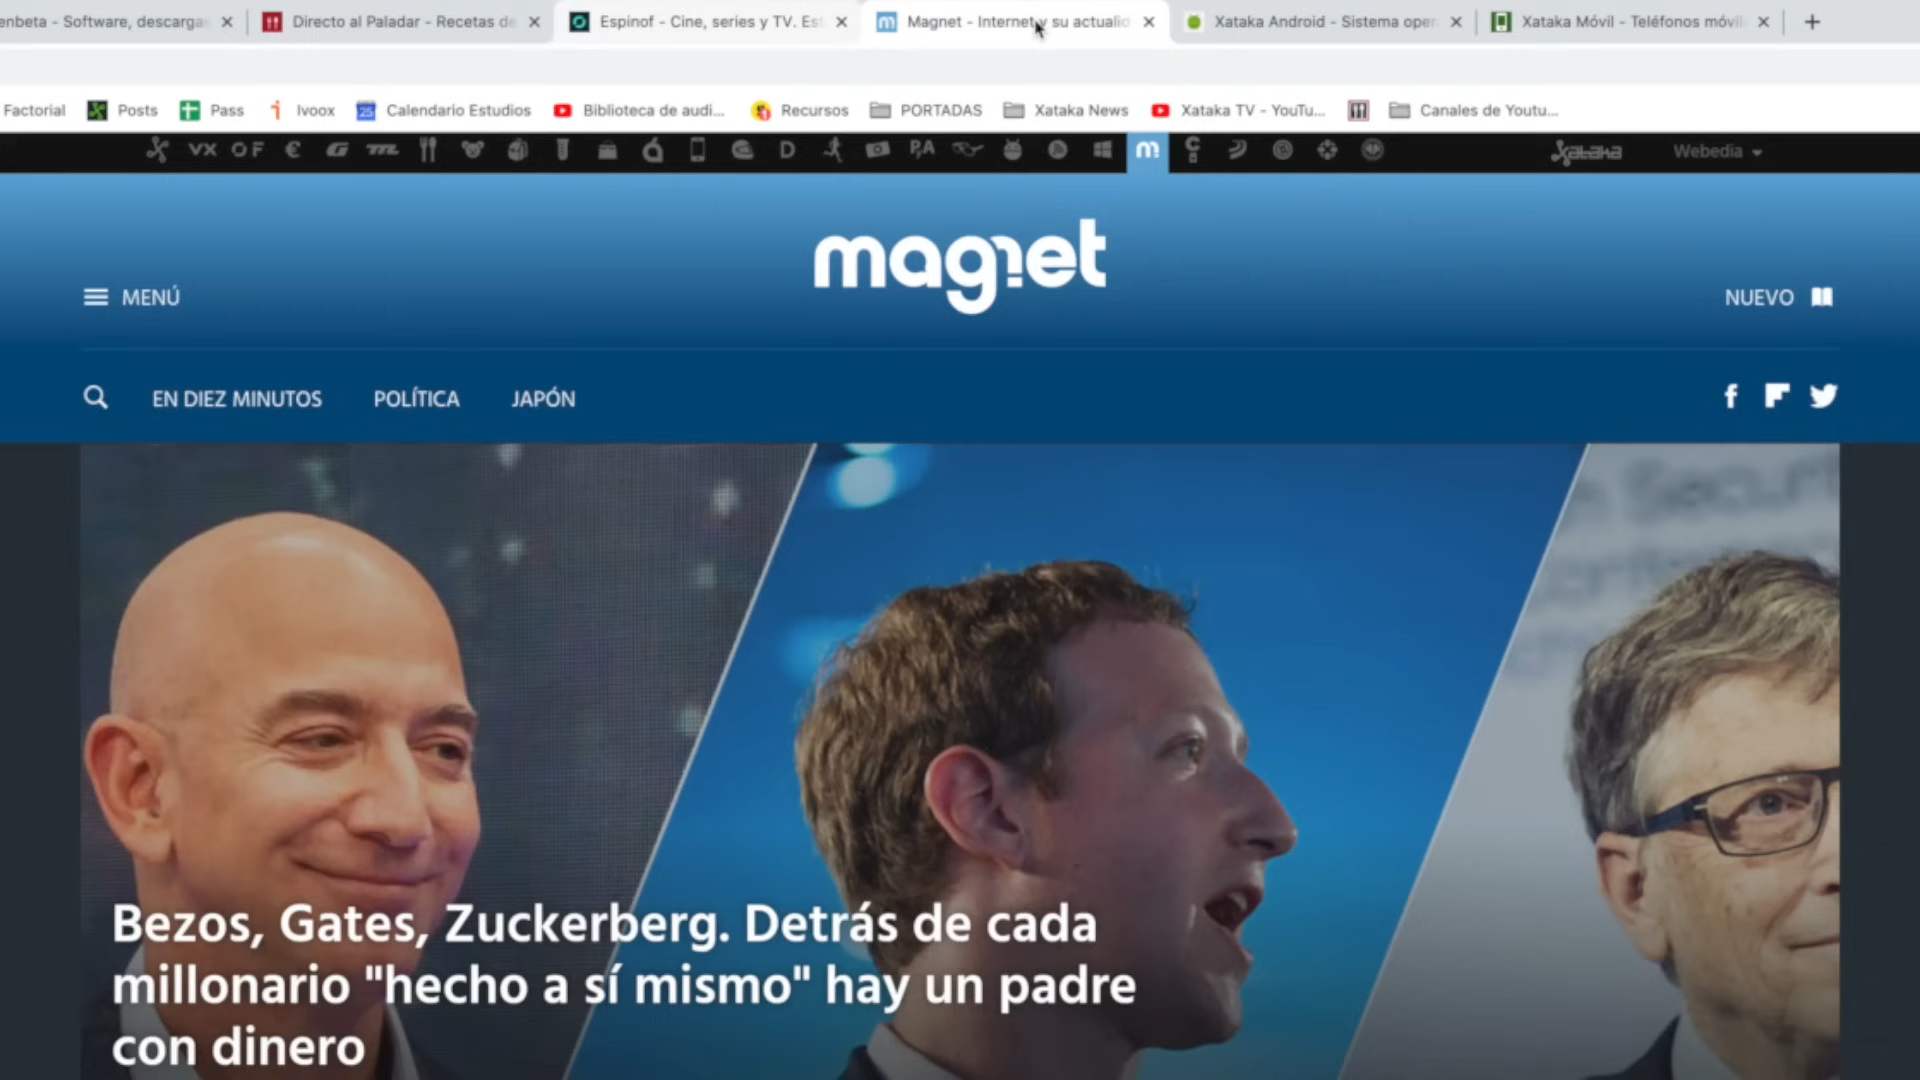 enbeta - Software, descarga
Directo al Paladar - Recetas de
Espinof - Cine, series y TV. Est
Magnet - Internet y su actualid
Xataka Android - Sistema oper
Xataka Móvil - Teléfonos móvil
Factorial
Posts
Pass
Ivoox
25
Calendario Estudios
Biblioteca de audi...
Recursos
PORTADAS
Xataka News
Xataka TV - YouTu...
Canales de Youtu...
VX
OF
€
D
m
xataka
Webedia
magnet
MENÚ
NUEVO
EN DIEZ MINUTOS
POLÍTICA
JAPÓN
Bezos, Gates, Zuckerberg. Detrás de cada
millonario "hecho a sí mismo" hay un padre
con dinero